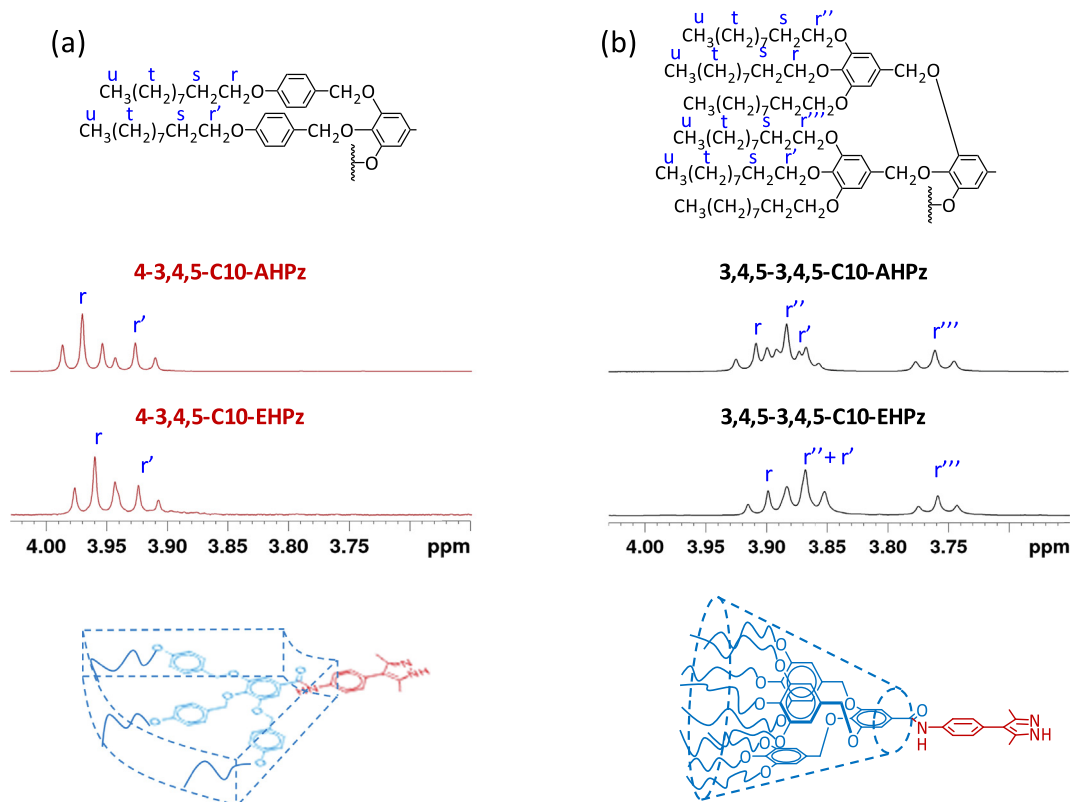 (a)
u t s r
CH3(CH2)7CH2CH2O CH2O
u t s r'
CH3(CH2)7CH2CH2O CH2O
O
(b)
u t s r''
CH3(CH2)7CH2CH2O
u t s r
CH3(CH2)7CH2CH2O CH2O
CH3(CH2)7CH2CH2O
u t s r'''
CH3(CH2)7CH2CH2O
u t s r'
CH3(CH2)7CH2CH2O CH2O
CH3(CH2)7CH2CH2O O
4-3,4,5-C10-AHPz
r
r'
4-3,4,5-C10-EHPz
r
r'
4.00 3.95 3.90 3.85 3.80 3.75 ppm
3,4,5-3,4,5-C10-AHPz
r
r''
r'
r'''
3,4,5-3,4,5-C10-EHPz
r
r''+ r'
r'''
4.00 3.95 3.90 3.85 3.80 3.75 ppm
O
O
O
O
O
O
O
O
O
O
O
O
O
N
H
N
NH